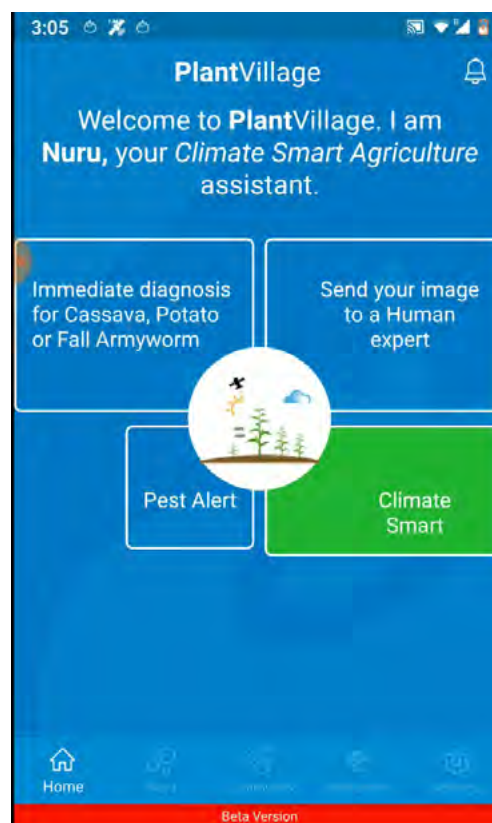 3:05
PlantVillage
Welcome to PlantVillage. I am
Nuru, your Climate Smart Agriculture
assistant.
Immediate diagnosis
for Cassava, Potato
or Fall Armyworm
Send your image
to a Human
expert
Pest Alert
Climate
Smart
Home
Beta Version